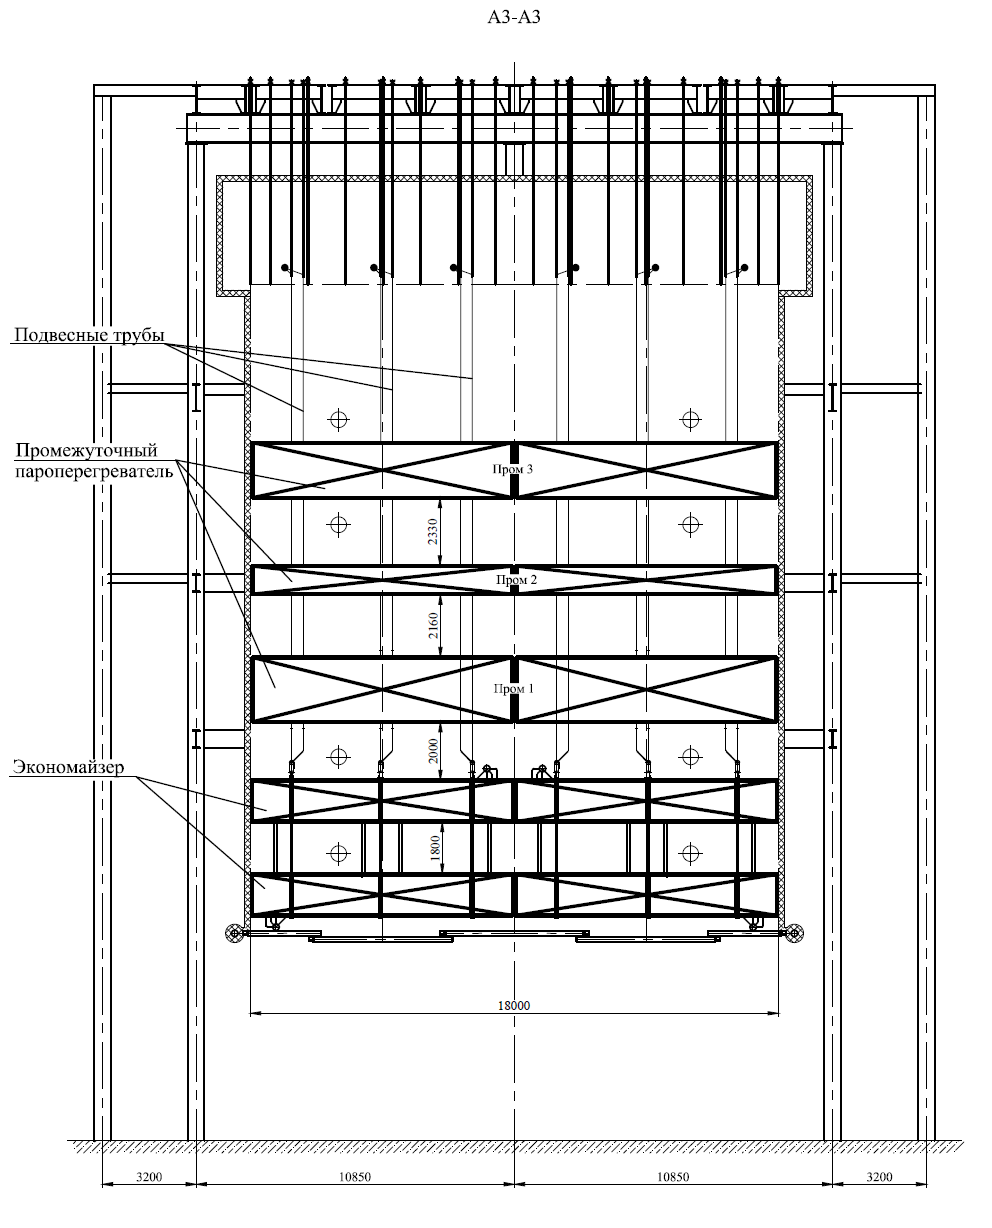 А3-А3
Подвесные трубы
Промежуточный
пароперегреватель
Пром 3
2330
Пром 2
2160
Пром 1
2000
Экономайзер
1800
18000
3200
10850
10850
3200